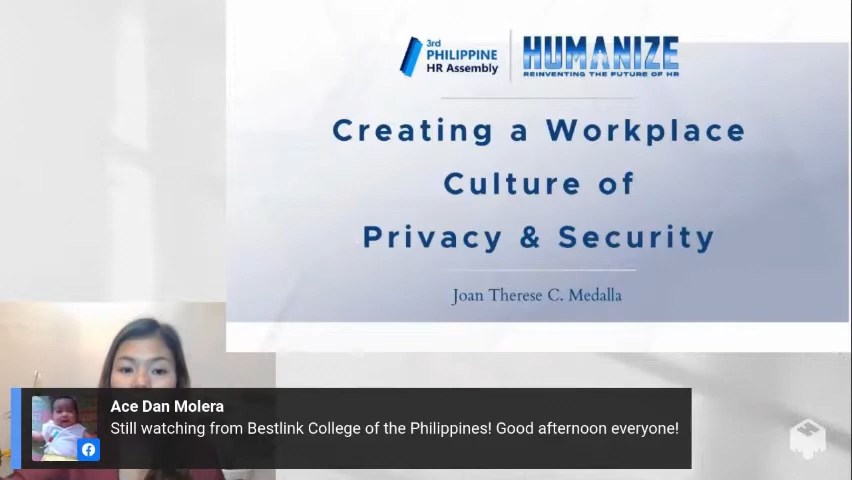 3rd
PHILIPPINE
HR Assembly
HUMANIZE
REINVENTING THE FUTURE OF HR
Creating a Workplace
Culture of
Privacy & Security
Joan Therese C. Medalla
Ace Dan Molera
Still watching from Bestlink College of the Philippines! Good afternoon everyone!